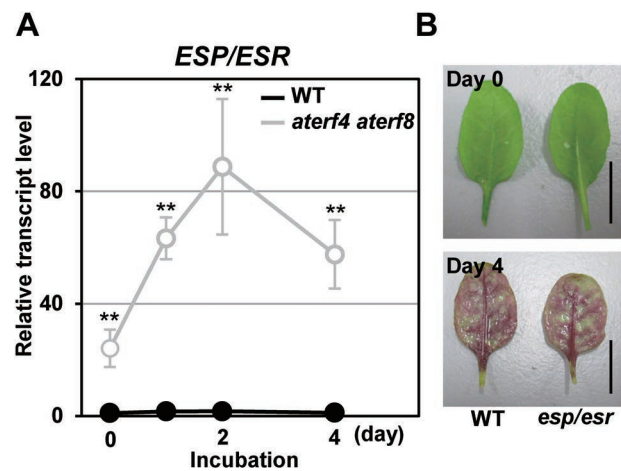 A
ESP/ESR
120
80
40
0
Relative transcript level
WT
aterf4 aterf8
**
**
**
**
0 2 4 (day)
Incubation
B
Day 0
Day 4
WT esp/esr